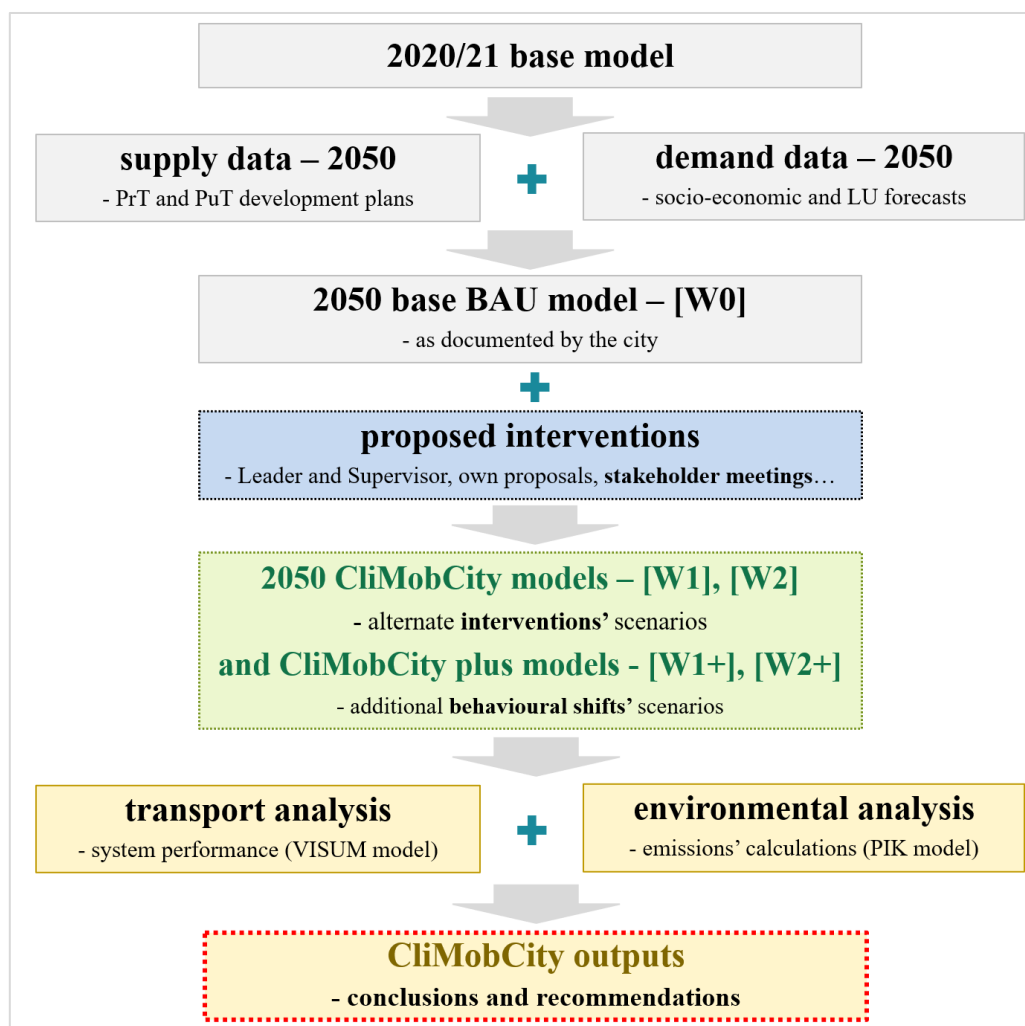 2020/21 base model
supply data – 2050
- PrT and PuT development plans
demand data – 2050
- socio-economic and LU forecasts
2050 base BAU model – [W0]
- as documented by the city
proposed interventions
- Leader and Supervisor, own proposals, stakeholder meetings…
2050 CliMobCity models – [W1], [W2]
- alternate interventions’ scenarios
and CliMobCity plus models - [W1+], [W2+]
- additional behavioural shifts’ scenarios
transport analysis
- system performance (VISUM model)
environmental analysis
- emissions’ calculations (PIK model)
CliMobCity outputs
- conclusions and recommendations